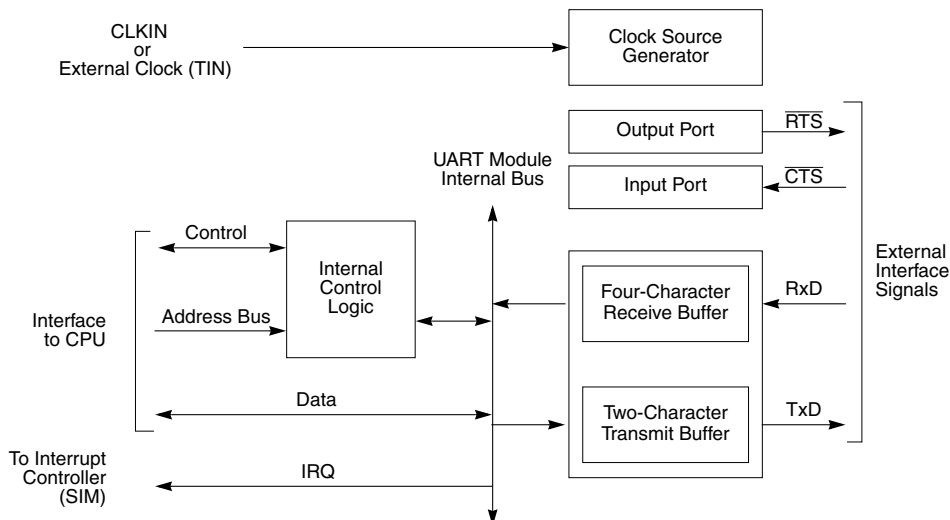 CLKIN
or
External Clock (TIN)
Clock Source
Generator
Output Port
RTS
UART Module
Internal Bus
Input Port
CTS
Control
Internal
Control
Logic
Four-Character
Receive Buffer
RxD
External
Interface
Signals
Interface
to CPU
Address Bus
Data
Two-Character
Transmit Buffer
TxD
To Interrupt
Controller
(SIM)
IRQ